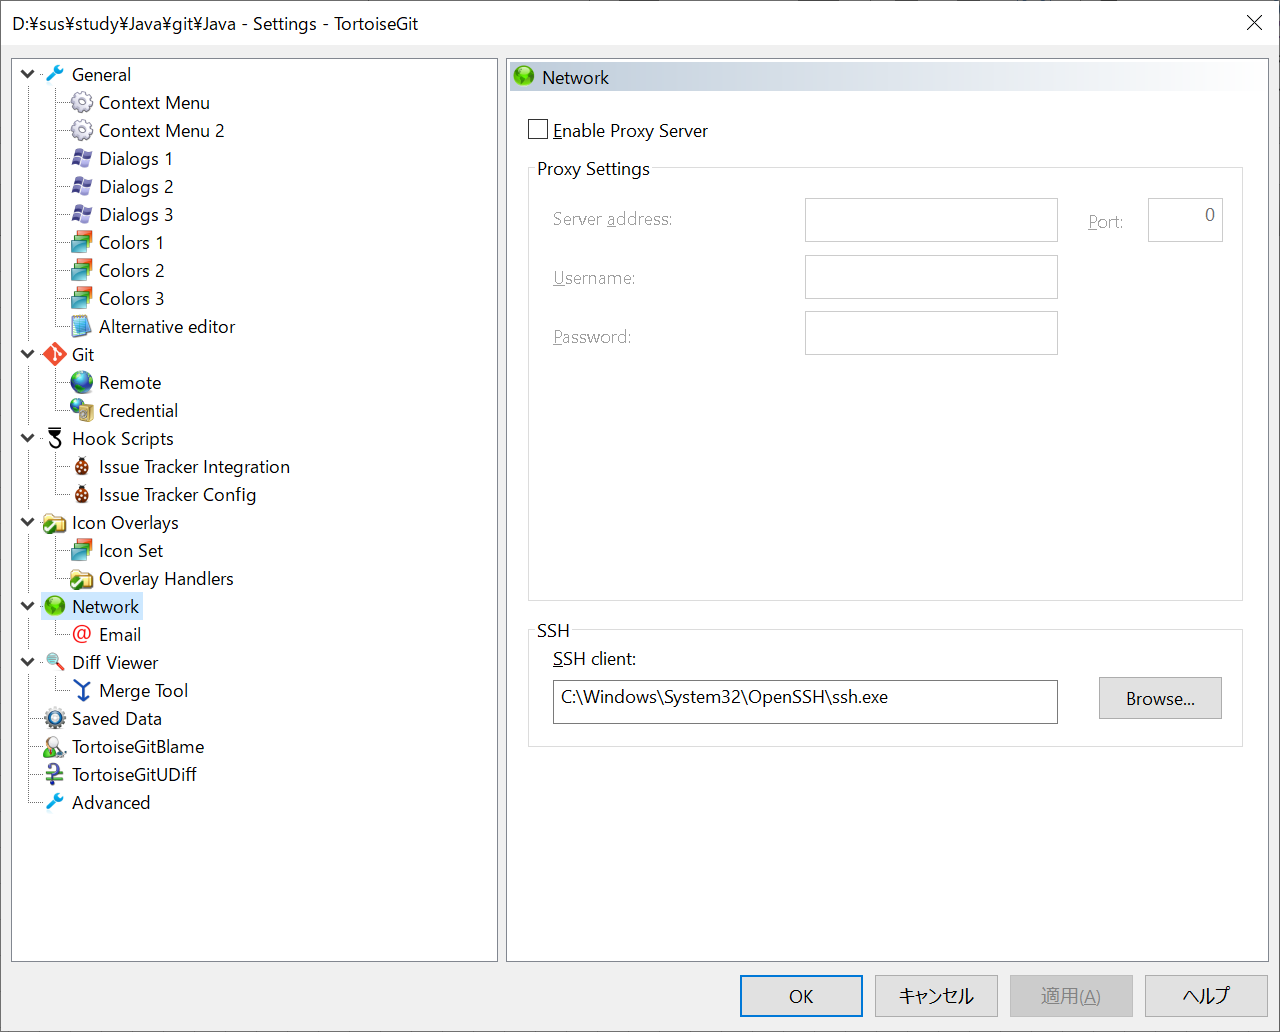 D:¥sus¥study¥Java¥git¥Java - Settings - TortoiseGit
General
Context Menu
Context Menu 2
Dialogs 1
Dialogs 2
Dialogs 3
Colors 1
Colors 2
Colors 3
Alternative editor
Git
Remote
Credential
Hook Scripts
Issue Tracker Integration
Issue Tracker Config
Icon Overlays
Icon Set
Overlay Handlers
Network
Email
Diff Viewer
Merge Tool
Saved Data
TortoiseGitBlame
TortoiseGitUDiff
Advanced
Network
Enable Proxy Server
Proxy Settings
Server address:
Port: 0
Username:
Password:
SSH
SSH client:
C:\Windows\System32\OpenSSH\ssh.exe
Browse...
OK キャンセル 適用(A) ヘルプ